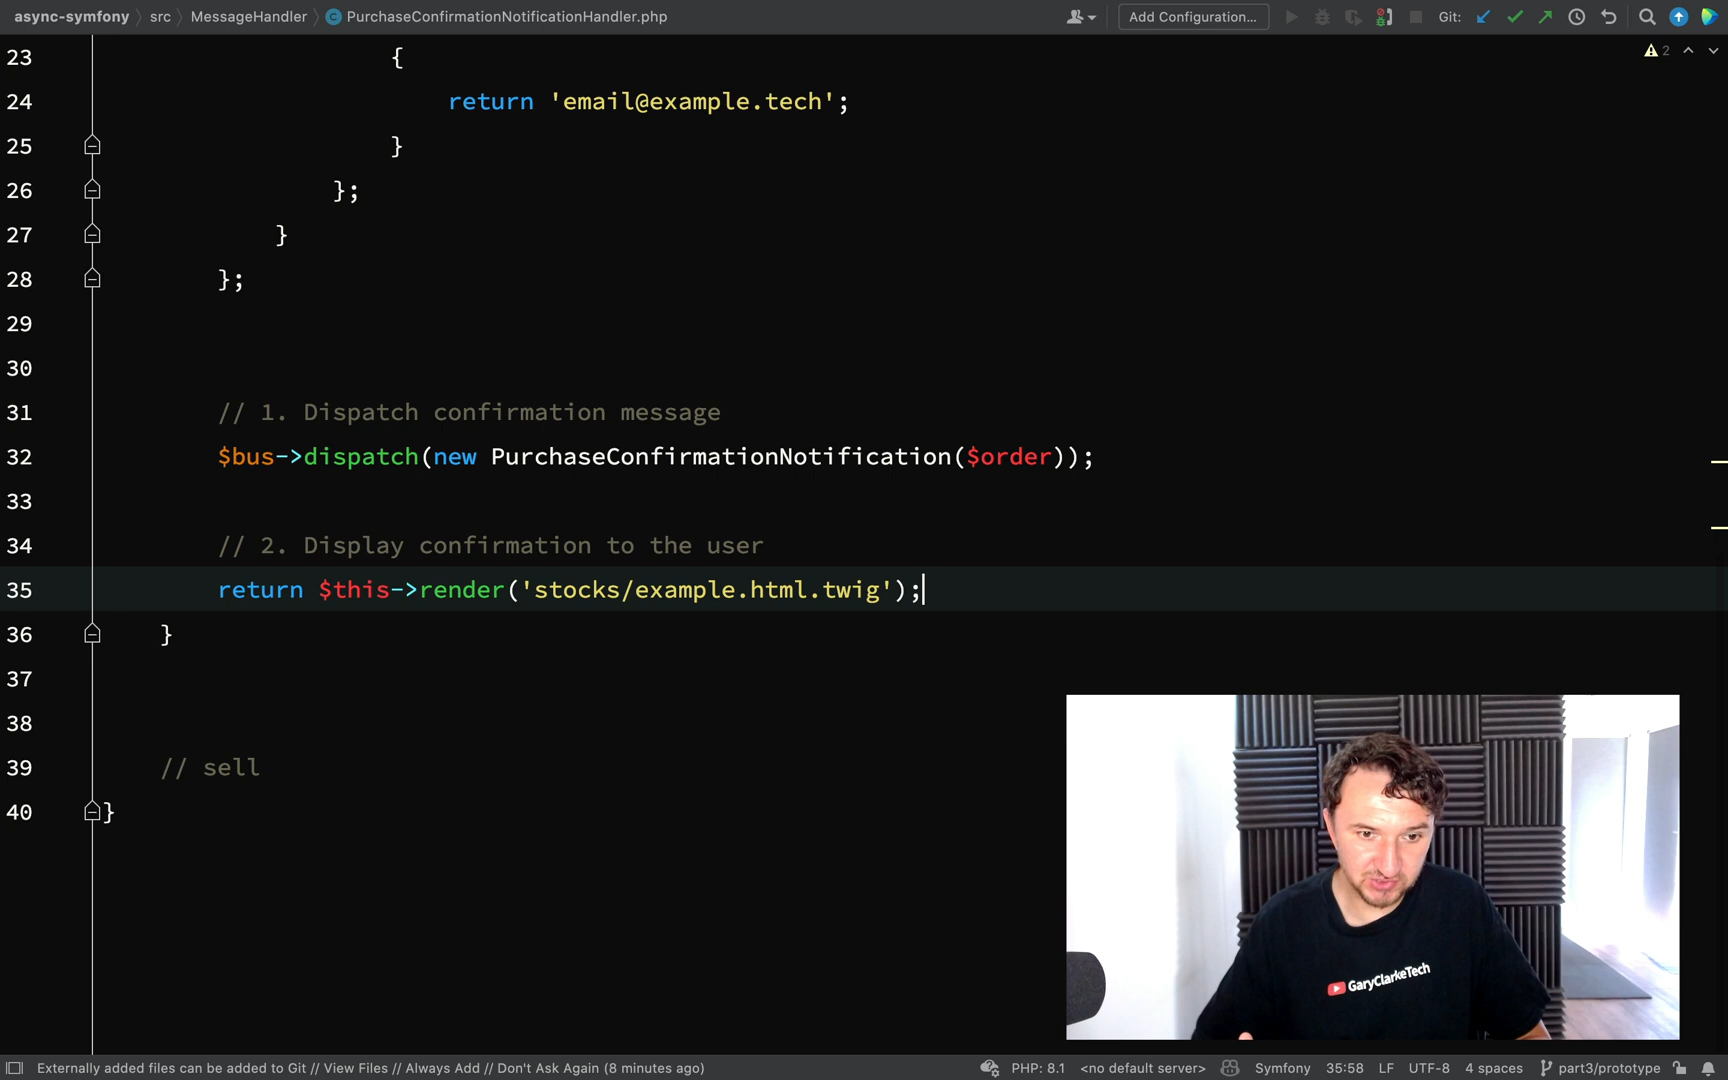 async-symfony src MessageHandler PurchaseConfirmationNotificationHandler.php Add Configuration... Git:
2
23 {
24 return 'email@example.tech';
25 }
26 };
27 }
28 };
29
30
31 // 1. Dispatch confirmation message
32 $bus->dispatch(new PurchaseConfirmationNotification($order));
33
34 // 2. Display confirmation to the user
35 return $this->render('stocks/example.html.twig');
36 }
37
38
39 // sell
40 }
GaryClarkeTech
Externally added files can be added to Git // View Files // Always Add // Don't Ask Again (8 minutes ago) PHP: 8.1 <no default server> Symfony 35:58 LF UTF-8 4 spaces part3/prototype